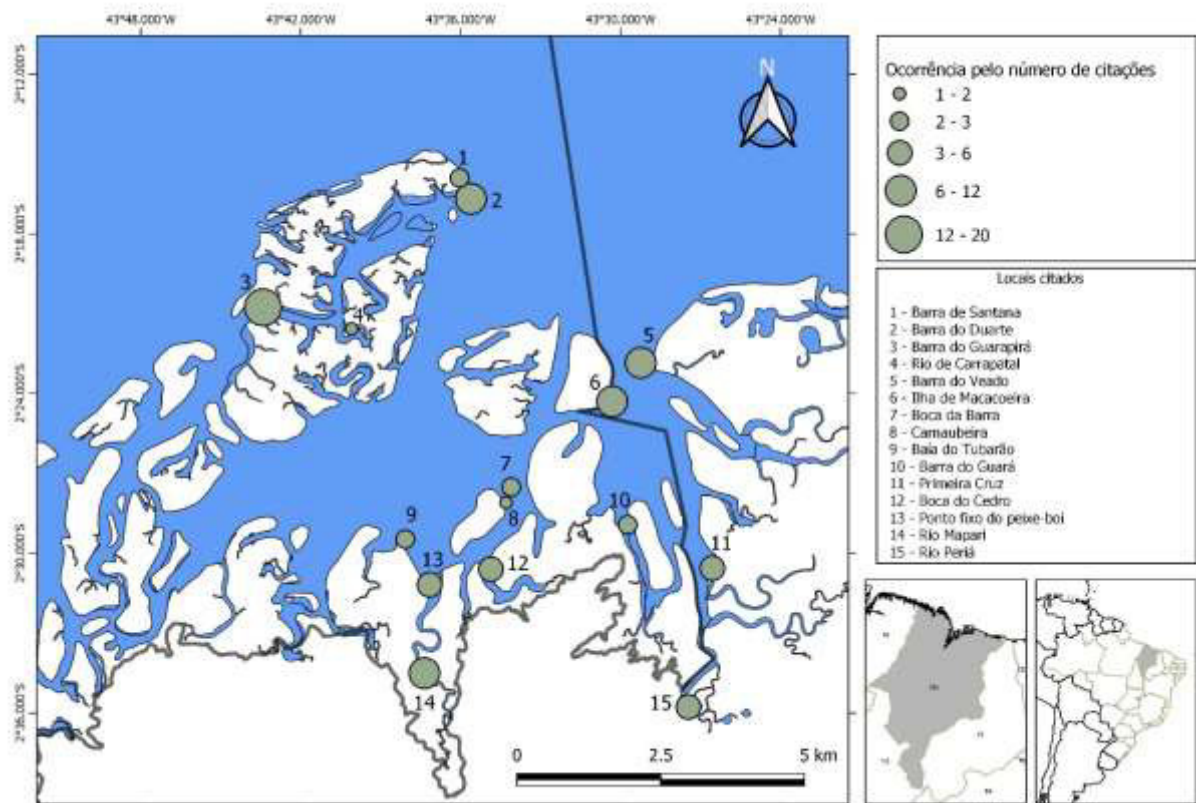 43°48.000'W 43°42.000'W 43°36.000'W 43°30.000'W 43°24.000'W
2°12.000'S
2°18.000'S
2°24.000'S
2°30.000'S
2°36.000'S
N
1
2
3
4
5
6
7
8
9
10
11
12
13
14
15
0 2.5 5 km
Ocorrência pelo número de citações
1 - 2
2 - 3
3 - 6
6 - 12
12 - 20
Locais citados
1 - Barra de Santana
2 - Barra do Duarte
3 - Barra do Guarapirá
4 - Rio de Carrapatal
5 - Barra do Veado
6 - Ilha de Macacoeira
7 - Boca da Barra
8 - Camaubeira
9 - Baia do Tubarão
10 - Barra do Guará
11 - Primeira Cruz
12 - Boca do Cedro
13 - Ponto fixo do peixe-boi
14 - Rio Mapari
15 - Rio Periá